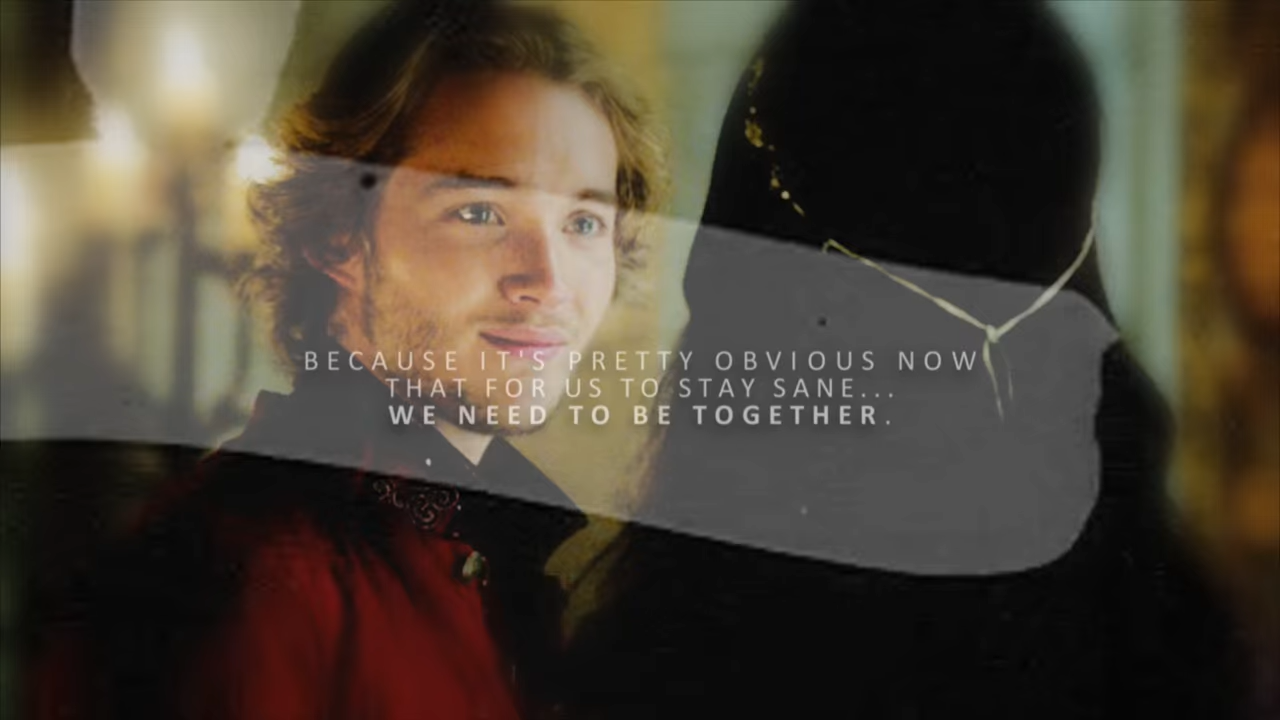 BECAUSE IT'S PRETTY OBVIOUS NOW
THAT FOR US TO STAY SANE...
WE NEED TO BE TOGETHER.